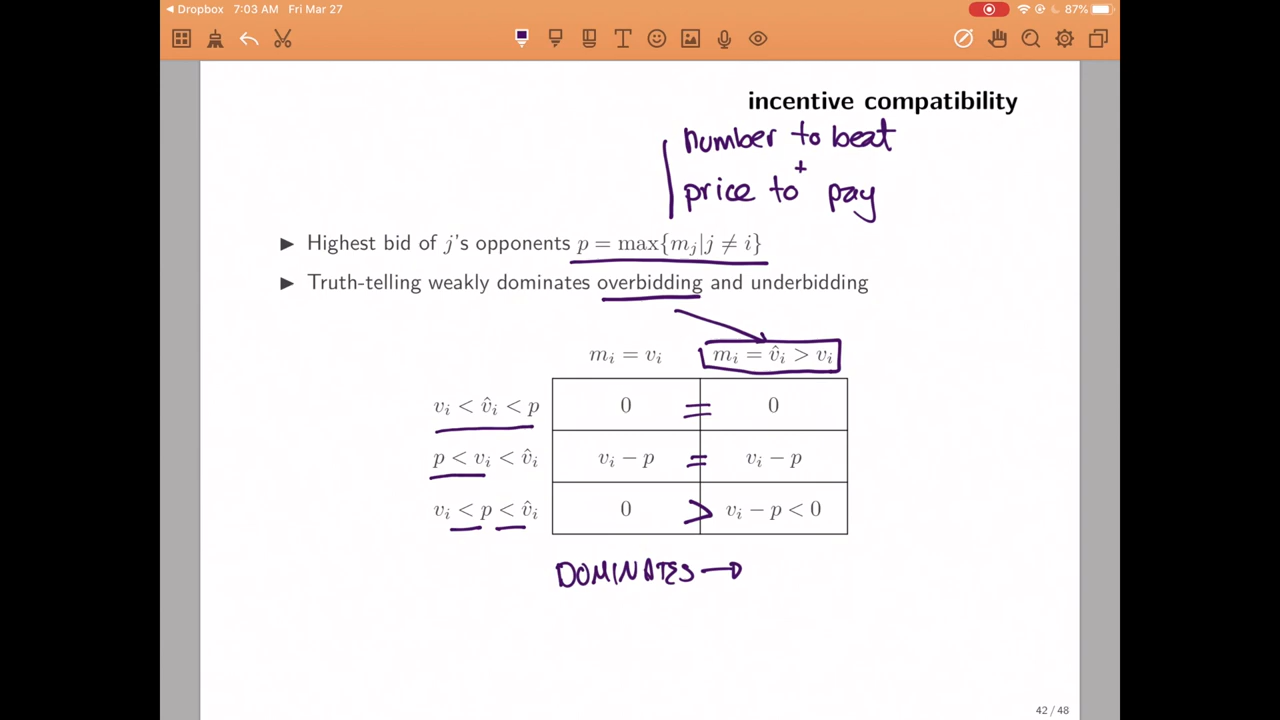 Dropbox 7:03 AM Fri Mar 27 87%
T
incentive compatibility
number to beat
+
price to pay
▶ Highest bid of j's opponents p = max{m_j | j ≠ i}
▶ Truth-telling weakly dominates overbidding and underbidding
m_i = v_i m_i = v̂_i > v_i
v_i < v̂_i < p 0 = 0
p < v_i < v̂_i v_i − p = v_i − p
v_i < p < v̂_i 0 > v_i − p < 0
DOMINATES →
42 / 48